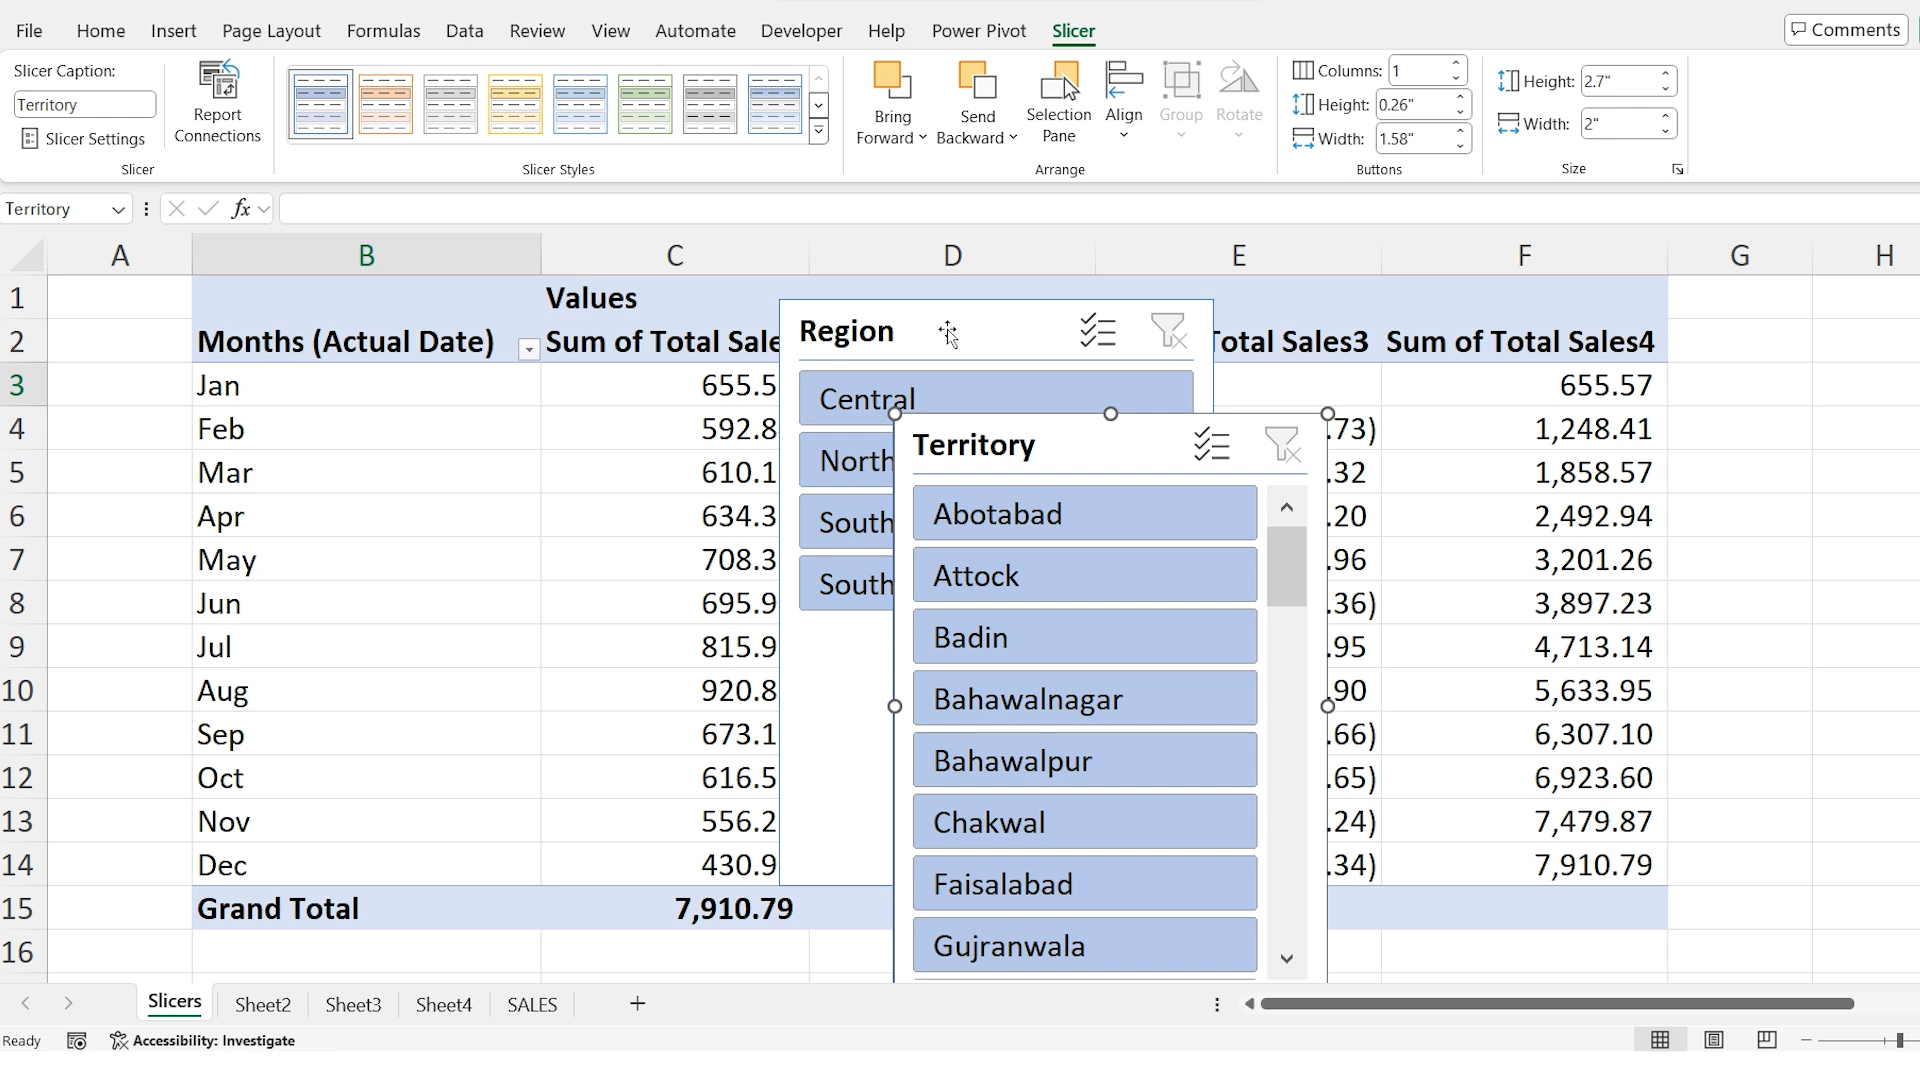 File Home Insert Page Layout Formulas Data Review View Automate Developer Help Power Pivot Slicer Comments
Slicer Caption:
Territory
Slicer Settings
Report
Connections
Slicer
Slicer Styles
Bring
Forward
Send
Backward
Selection
Pane
Align
Group
Rotate
Arrange
Columns: 1
Height: 0.26"
Width: 1.58"
Buttons
Height: 2.7"
Width: 2"
Size
Territory fx
A B C D E F G H
1 Values
2 Months (Actual Date) Sum of Total Sale Total Sales3 Sum of Total Sales4
3 Jan 655.5 655.57
4 Feb 592.8 .73) 1,248.41
5 Mar 610.1 .32 1,858.57
6 Apr 634.3 .20 2,492.94
7 May 708.3 .96 3,201.26
8 Jun 695.9 .36) 3,897.23
9 Jul 815.9 .95 4,713.14
10 Aug 920.8 .90 5,633.95
11 Sep 673.1 .66) 6,307.10
12 Oct 616.5 .65) 6,923.60
13 Nov 556.2 .24) 7,479.87
14 Dec 430.9 .34) 7,910.79
15 Grand Total 7,910.79
16
Region
Central
North
South
South
Territory
Abotabad
Attock
Badin
Bahawalnagar
Bahawalpur
Chakwal
Faisalabad
Gujranwala
Slicers Sheet2 Sheet3 Sheet4 SALES
Ready Accessibility: Investigate